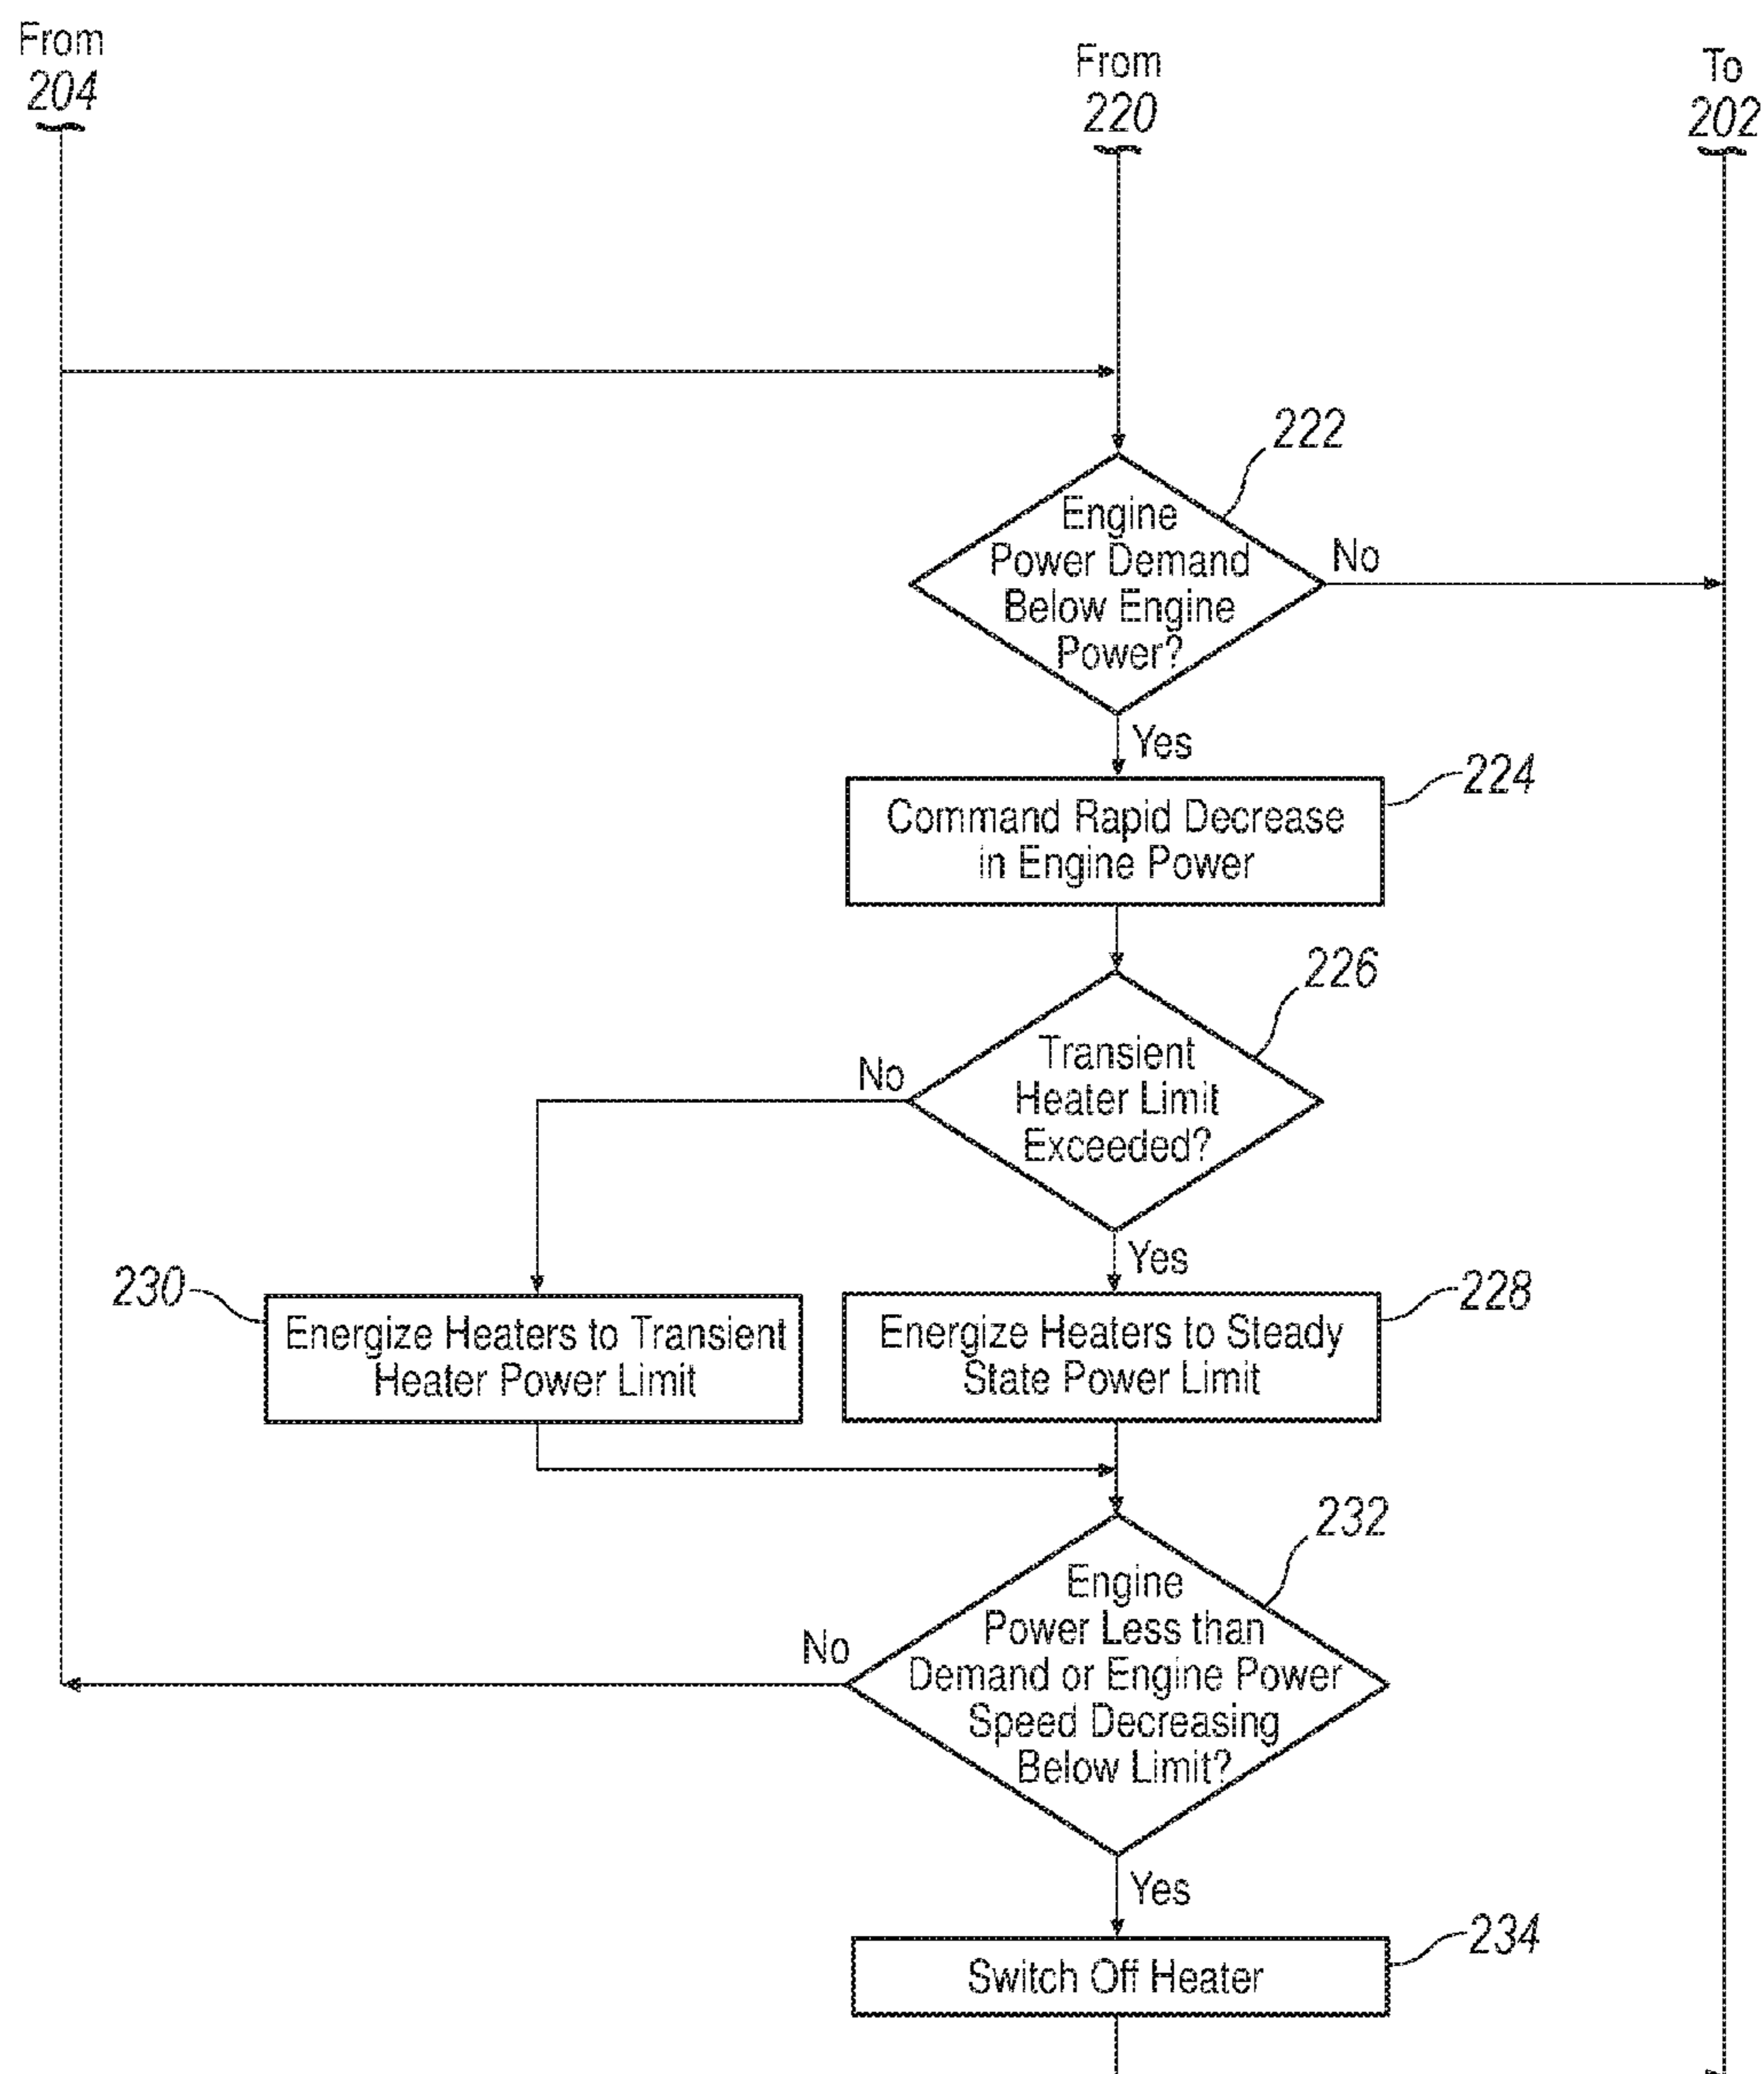 From
204
From
220
To
202
222
Engine
Power Demand
Below Engine
Power?
No
Yes
224
Command Rapid Decrease
in Engine Power
226
Transient
Heater Limit
Exceeded?
No
Yes
230
Energize Heaters to Transient
Heater Power Limit
228
Energize Heaters to Steady
State Power Limit
232
Engine
Power Less than
Demand or Engine Power
Speed Decreasing
Below Limit?
No
Yes
234
Switch Off Heater